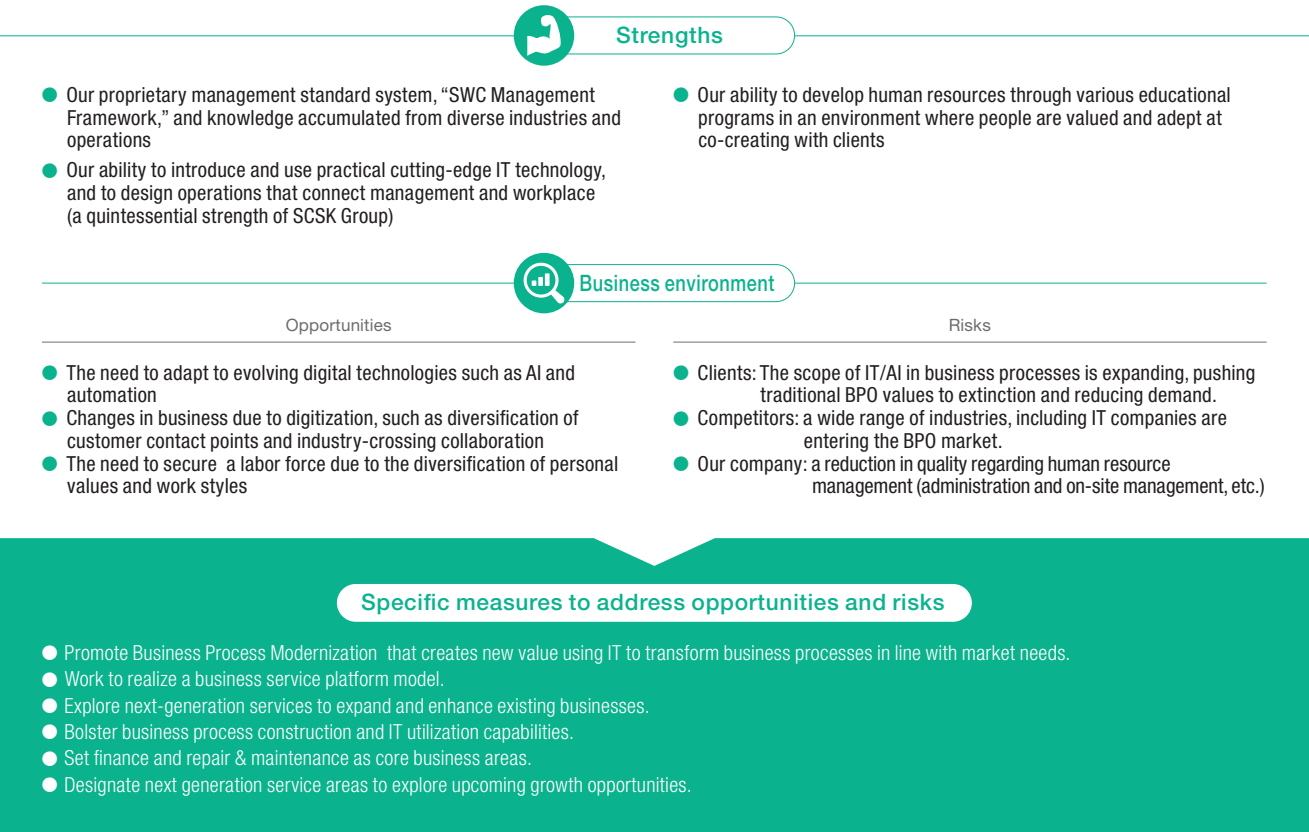 Strengths
Our proprietary management standard system, “SWC Management
Framework,” and knowledge accumulated from diverse industries and
operations
Our ability to introduce and use practical cutting-edge IT technology,
and to design operations that connect management and workplace
(a quintessential strength of SCSK Group)
Our ability to develop human resources through various educational
programs in an environment where people are valued and adept at
co-creating with clients
Business environment
Opportunities
The need to adapt to evolving digital technologies such as AI and
automation
Changes in business due to digitization, such as diversification of
customer contact points and industry-crossing collaboration
The need to secure a labor force due to the diversification of personal
values and work styles
Risks
Clients: The scope of IT/AI in business processes is expanding, pushing
traditional BPO values to extinction and reducing demand.
Competitors: a wide range of industries, including IT companies are
entering the BPO market.
Our company: a reduction in quality regarding human resource
management (administration and on-site management, etc.)
Specific measures to address opportunities and risks
Promote Business Process Modernization that creates new value using IT to transform business processes in line with market needs.
Work to realize a business service platform model.
Explore next-generation services to expand and enhance existing businesses.
Bolster business process construction and IT utilization capabilities.
Set finance and repair & maintenance as core business areas.
Designate next generation service areas to explore upcoming growth opportunities.